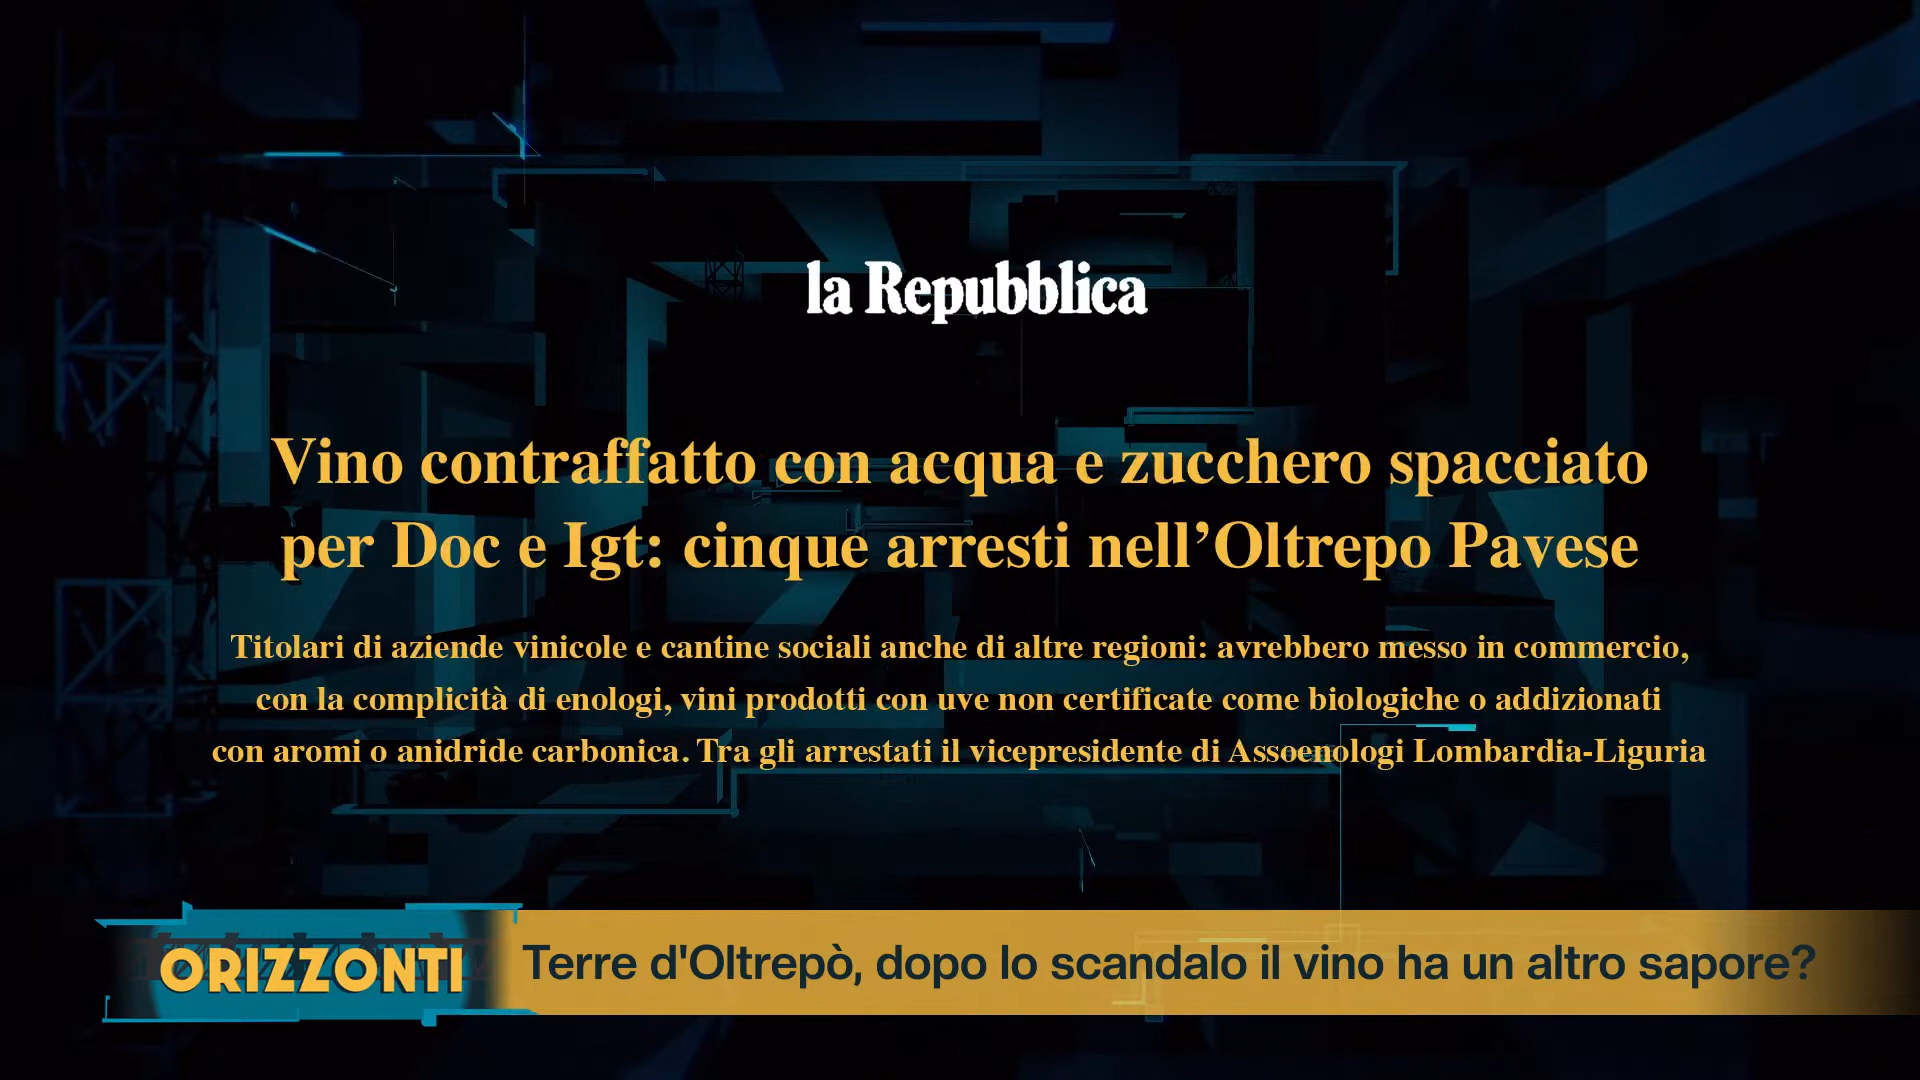 la Repubblica
Vino contraffatto con acqua e zucchero spacciato
per Doc e Igt: cinque arresti nell’Oltrepo Pavese
Titolari di aziende vinicole e cantine sociali anche di altre regioni: avrebbero messo in commercio,
con la complicità di enologi, vini prodotti con uve non certificate come biologiche o addizionati
con aromi o anidride carbonica. Tra gli arrestati il vicepresidente di Assoenologi Lombardia-Liguria
ORIZZONTI
Terre d'Oltrepò, dopo lo scandalo il vino ha un altro sapore?